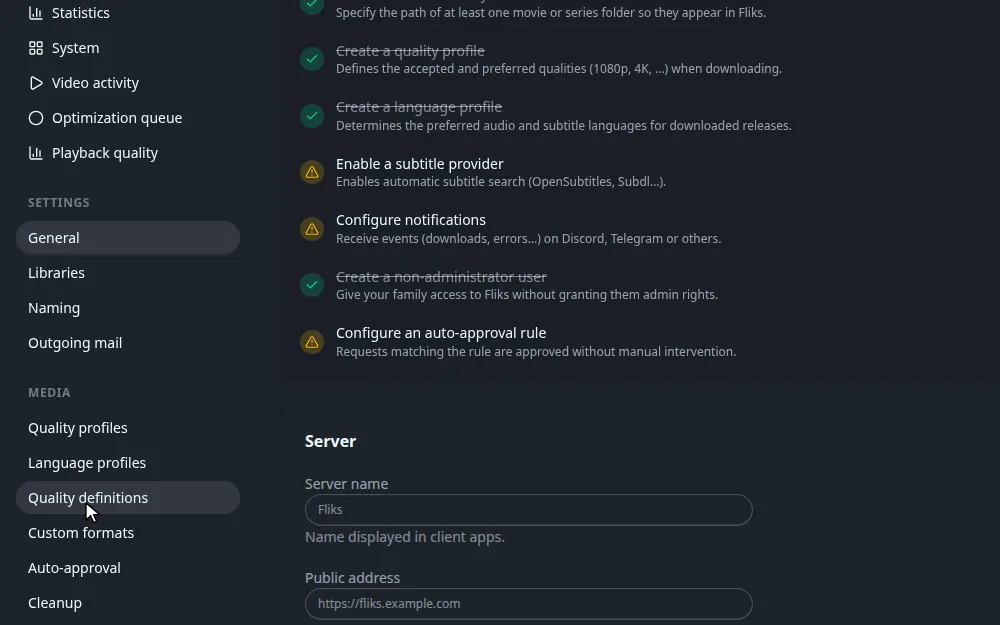 Statistics
System
Video activity
Optimization queue
Playback quality
SETTINGS
General
Libraries
Naming
Outgoing mail
MEDIA
Quality profiles
Language profiles
Quality definitions
Custom formats
Auto-approval
Cleanup
Specify the path of at least one movie or series folder so they appear in Fliks.
Create a quality profile
Defines the accepted and preferred qualities (1080p, 4K, ...) when downloading.
Create a language profile
Determines the preferred audio and subtitle languages for downloaded releases.
Enable a subtitle provider
Enables automatic subtitle search (OpenSubtitles, Subdl...).
Configure notifications
Receive events (downloads, errors...) on Discord, Telegram or others.
Create a non-administrator user
Give your family access to Fliks without granting them admin rights.
Configure an auto-approval rule
Requests matching the rule are approved without manual intervention.
Server
Server name
Fliks
Name displayed in client apps.
Public address
https://fliks.example.com